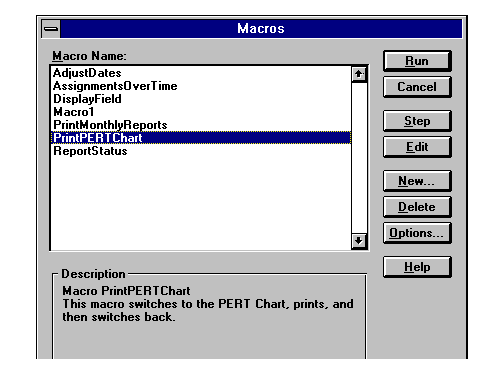 Macros
Macro Name:
AdjustDates
AssignmentsOverTime
DisplayField
Macro1
PrintMonthlyReports
PrintPERTChart
ReportStatus
Run
Cancel
Step
Edit
New...
Delete
Options...
Help
Description
Macro PrintPERTChart
This macro switches to the PERT Chart, prints, and
then switches back.